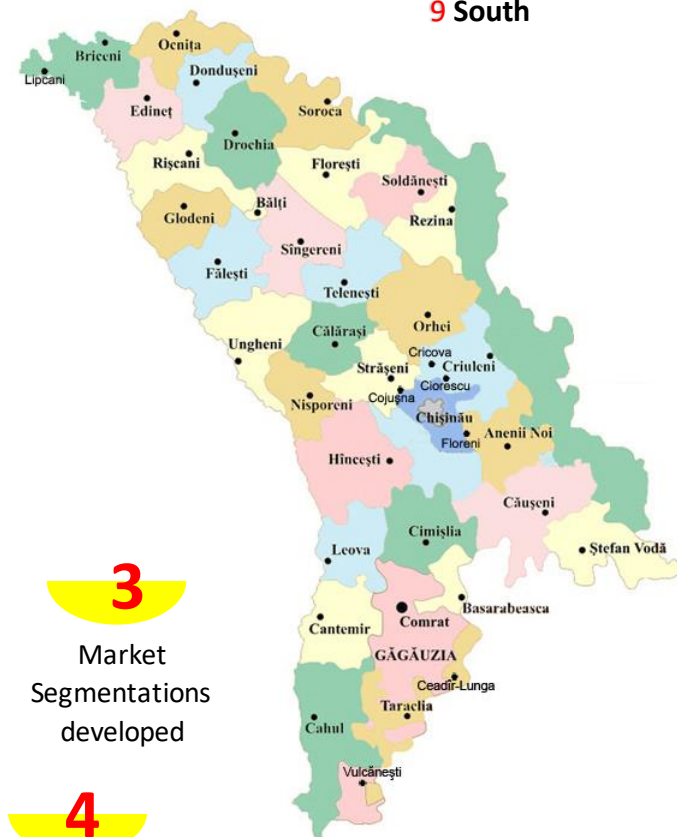 9 South
Ocnița
Briceni
Lipcani
Dondușeni
Edineț
Soroca
Drochia
Rîșcani
Florești
Soldănești
Bălți
Rezina
Glodeni
Sîngereni
Fălești
Telenești
Orhei
Călărași
Ungheni
Cricova
Strășeni
Criuleni
Ciorescu
Cojușna
Nisporeni
Chișinău
Anenii Noi
Floreni
Hîncești
Căușeni
Cimișlia
Leova
Ștefan Vodă
Basarabeasca
Comrat
Cantemir
GĂGĂUZIA
Ceadîr-Lunga
Taraclia
Cahul
Vulcănești
3
Market
Segmentations
developed
4